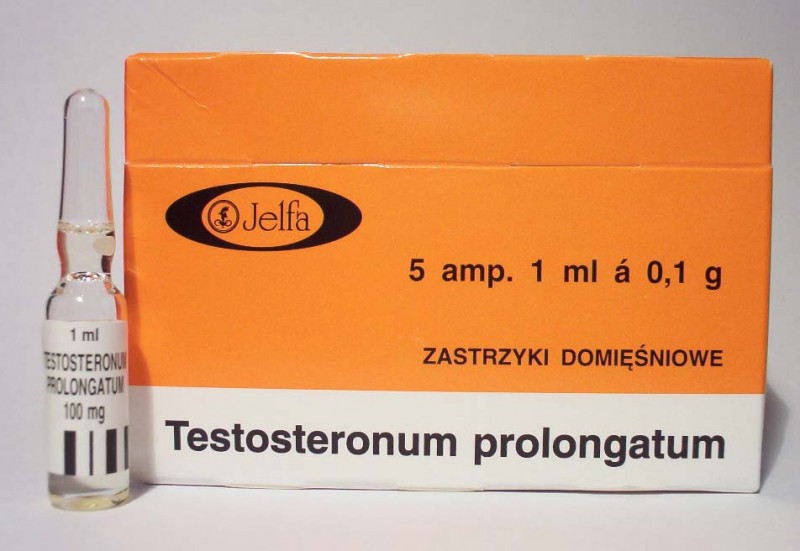 Jelfa
5 amp. 1 ml á 0,1 g
ZASTRZYKI DOMIĘŚNIOWE
Testosteronum prolongatum
1 ml
TESTOSTERONUM
PROLONGATUM
100 mg